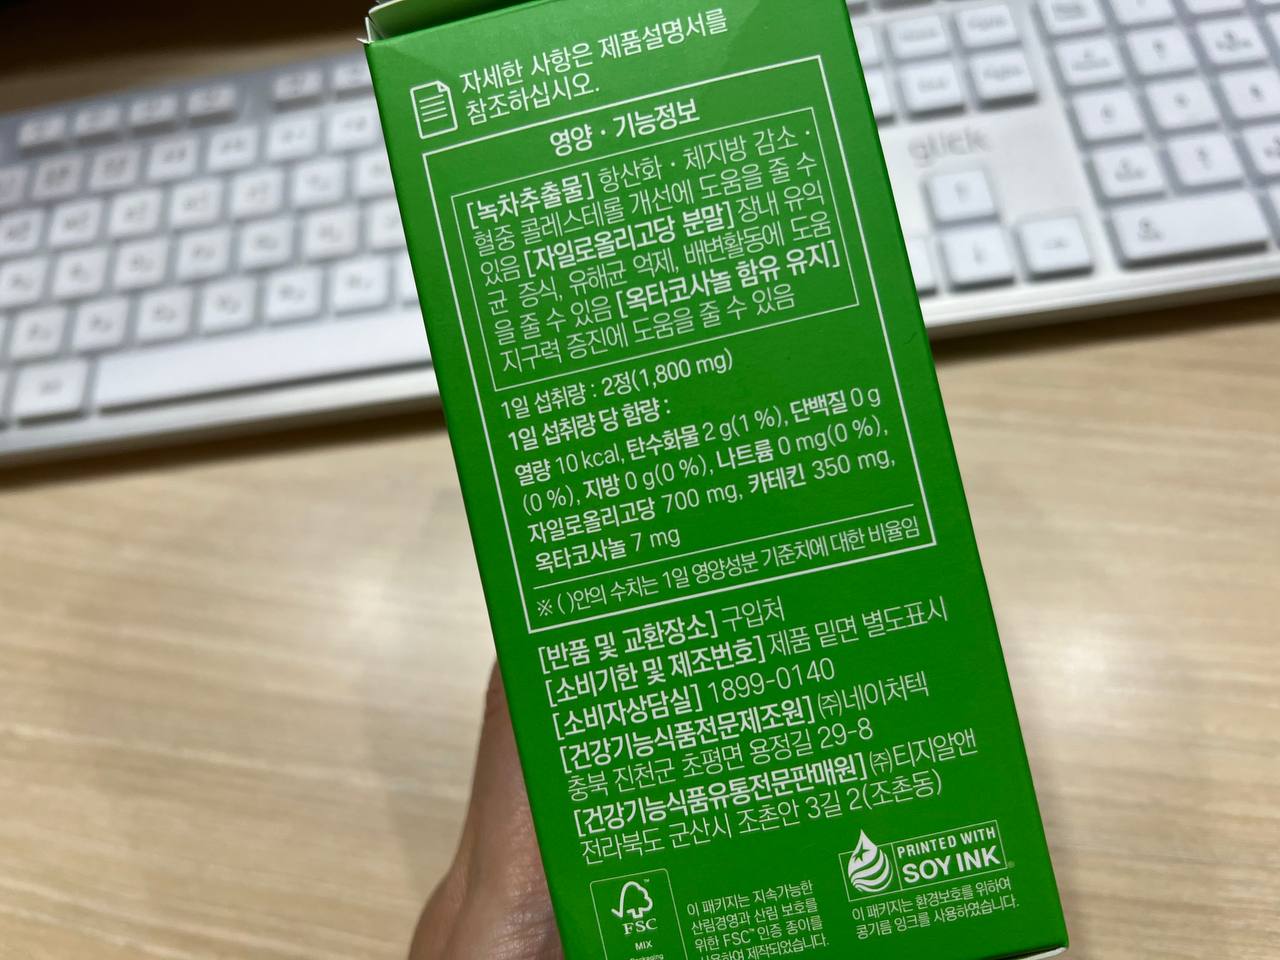 자세한 사항은 제품설명서를
참조하십시오.
영양 · 기능정보
[녹차추출물] 항산화 · 체지방 감소 ·
혈중 콜레스테롤 개선에 도움을 줄 수
있음 [자일로올리고당 분말] 장내 유익
균 증식, 유해균 억제, 배변활동에 도움
을 줄 수 있음 [옥타코사놀 함유 유지]
지구력 증진에 도움을 줄 수 있음
1일 섭취량 : 2정(1,800 mg)
1일 섭취량 당 함량 :
열량 10 kcal, 탄수화물 2 g(1 %), 단백질 0 g
(0 %), 지방 0 g(0 %), 나트륨 0 mg(0 %),
자일로올리고당 700 mg, 카테킨 350 mg,
옥타코사놀 7 mg
※ ( )안의 수치는 1일 영양성분 기준치에 대한 비율임
[반품 및 교환장소] 구입처
[소비기한 및 제조번호] 제품 밑면 별도표시
[소비자상담실] 1899-0140
[건강기능식품전문제조원] (주)네이처텍
충북 진천군 초평면 용정길 29-8
[건강기능식품유통전문판매원] (주)티지알앤
전라북도 군산시 조촌안 3길 2(조촌동)
PRINTED WITH
SOY INK
이 패키지는 환경보호를 위하여
콩기름 잉크를 사용하였습니다.
FSC
MIX
Packaging
이 패키지는 지속가능한
산림경영과 산림 보호를
위한 FSC™ 인증 종이를
사용하여 제작되었습니다.
glick